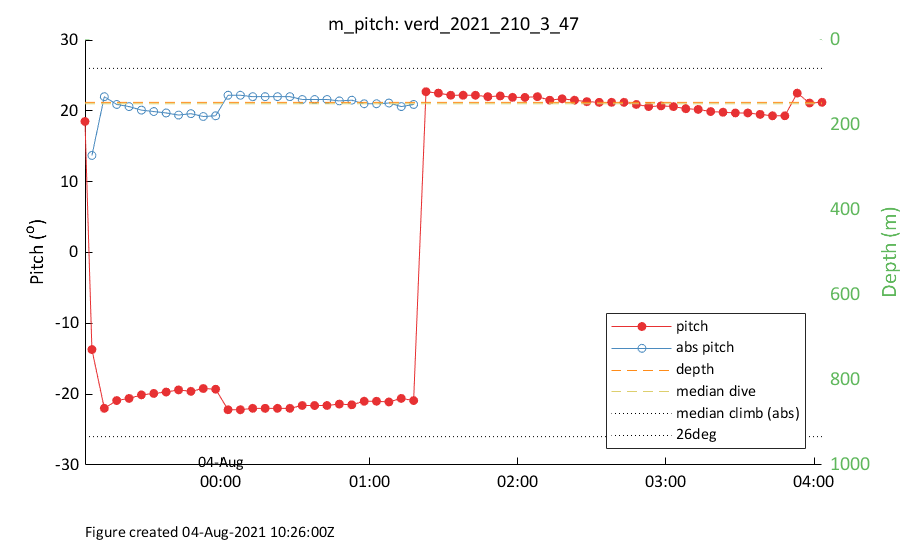 m_pitch: verd_2021_210_3_47
30
20
10
0
-10
-20
-30
Pitch (º)
0
200
400
600
800
1000
Depth (m)
pitch
abs pitch
depth
median dive
median climb (abs)
26deg
04-Aug
00:00
01:00
02:00
03:00
04:00
Figure created 04-Aug-2021 10:26:00Z